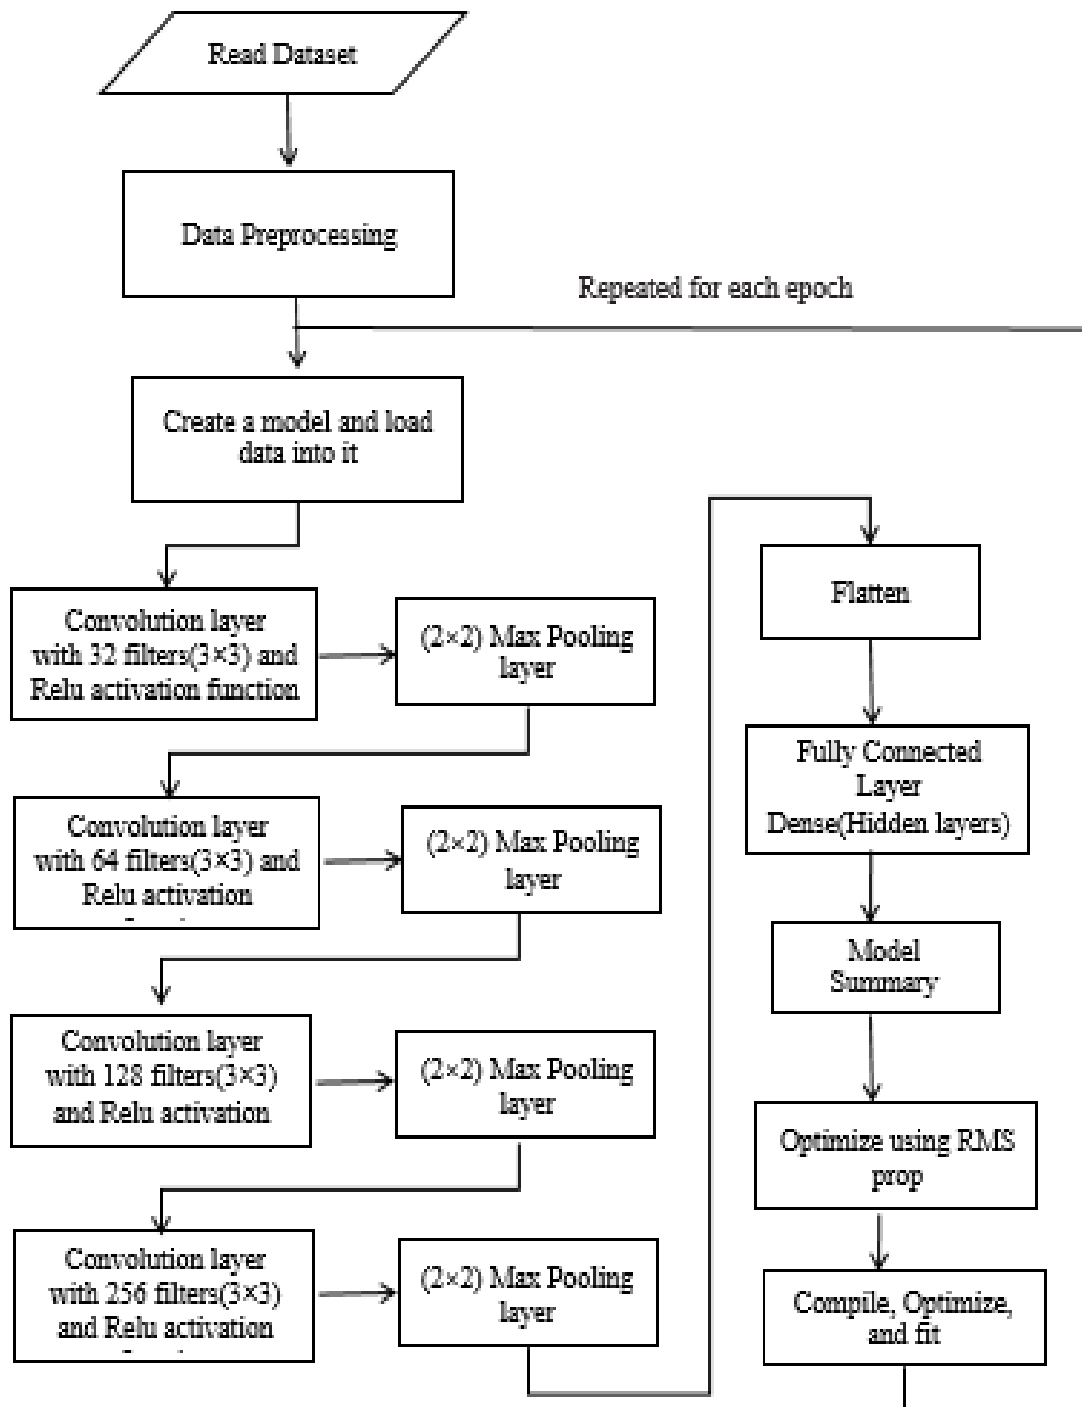 Read Dataset
Data Preprocessing
Repeated for each epoch
Create a model and load
data into it
Convolution layer
with 32 filters(3×3) and
Relu activation function
(2×2) Max Pooling
layer
Convolution layer
with 64 filters(3×3) and
Relu activation
(2×2) Max Pooling
layer
Convolution layer
with 128 filters(3×3)
and Relu activation
(2×2) Max Pooling
layer
Convolution layer
with 256 filters(3×3)
and Relu activation
(2×2) Max Pooling
layer
Flatten
Fully Connected
Layer
Dense(Hidden layers)
Model
Summary
Optimize using RMS
prop
Compile, Optimize,
and fit